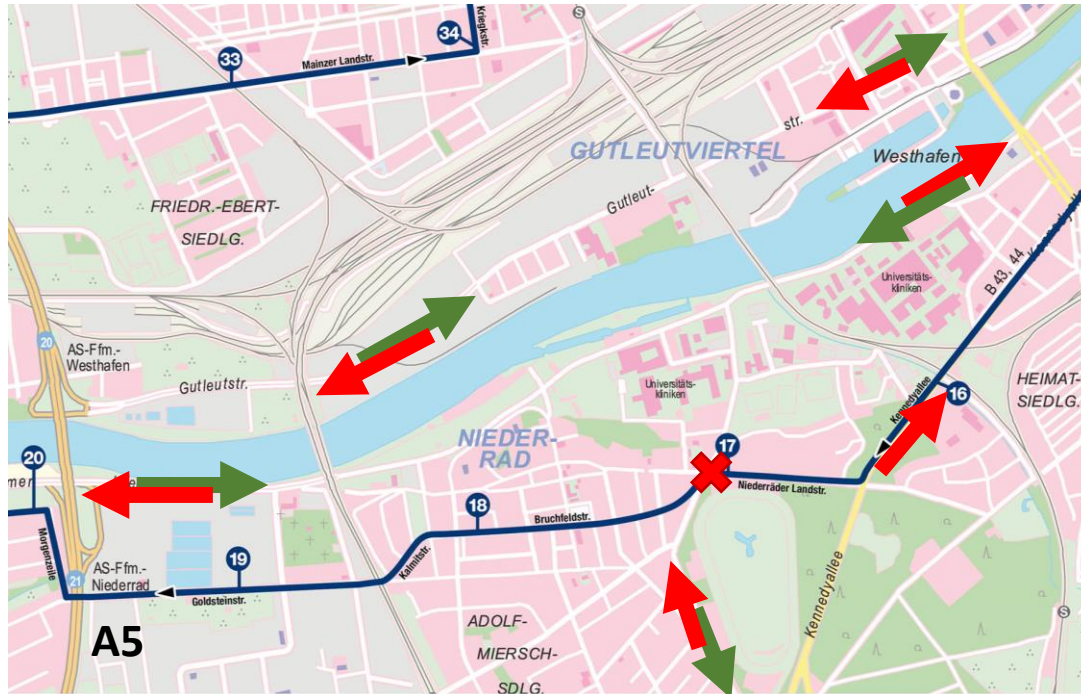 S
34
Kriegkstr.
33
Mainzer Landstr.
str.
GUTLEUTVIERTEL
Westhafen
Gutleut-
FRIEDR.-EBERT-
SIEDLG.
Universitäts-
kliniken
B 43, 44
20
AS-Ffm.-
Westhafen
Gutleutstr.
Universitäts-
kliniken
Kennedyallee
16
HEIMAT-
SIEDLG.
NIEDER-
RAD
17
20
18
Niederräder Landstr.
Bruchfeldstr.
Morgenzeile
Kalmitstr.
19
AS-Ffm.-
Niederrad
21
Goldsteinstr.
Kennedyallee
S
A5
ADOLF-
MIERSCH-
SDLG.